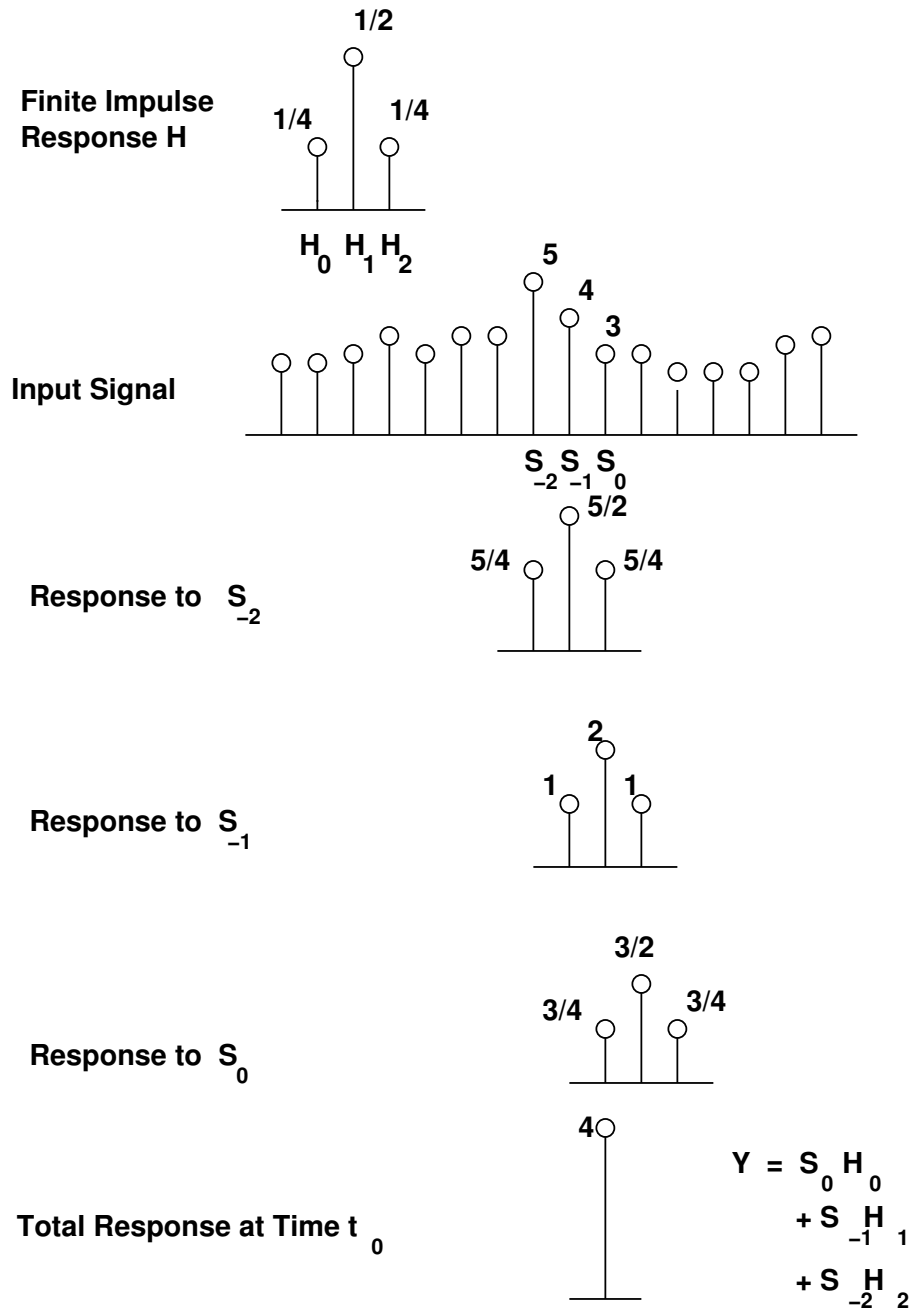 1/2
Finite Impulse
Response H
1/4 1/4
H0 H1 H2
5
4
3
Input Signal
S−2 S−1 S0
5/2
5/4 5/4
Response to S−2
2
1 1
Response to S−1
3/2
3/4 3/4
Response to S0
4
Y = S0 H0
+ S−1 H1
+ S−2 H2
Total Response at Time t0